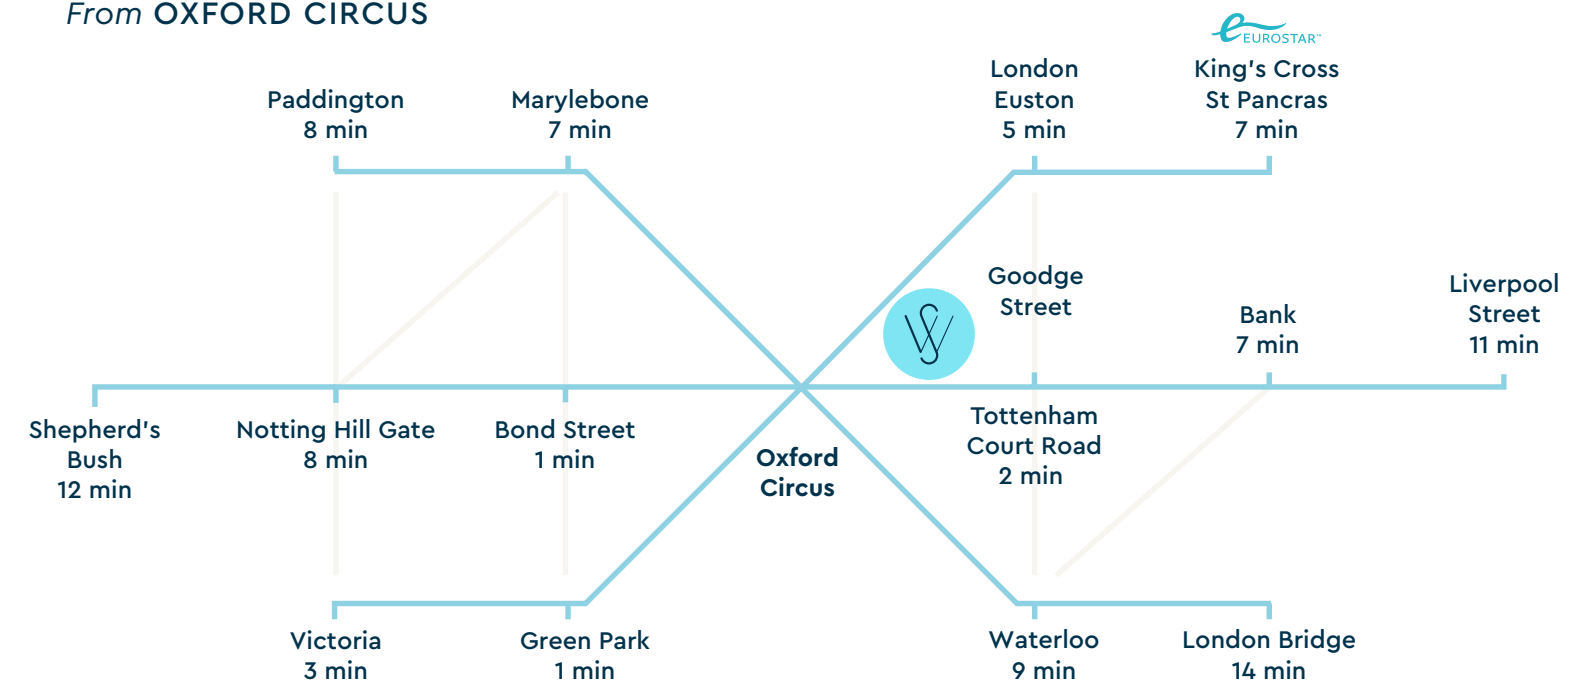 From OXFORD CIRCUS
EUROSTAR™
Paddington
8 min
Marylebone
7 min
London
Euston
5 min
King's Cross
St Pancras
7 min
Goodge
Street
Bank
7 min
Liverpool
Street
11 min
Shepherd's
Bush
12 min
Notting Hill Gate
8 min
Bond Street
1 min
Oxford
Circus
Tottenham
Court Road
2 min
Victoria
3 min
Green Park
1 min
Waterloo
9 min
London Bridge
14 min